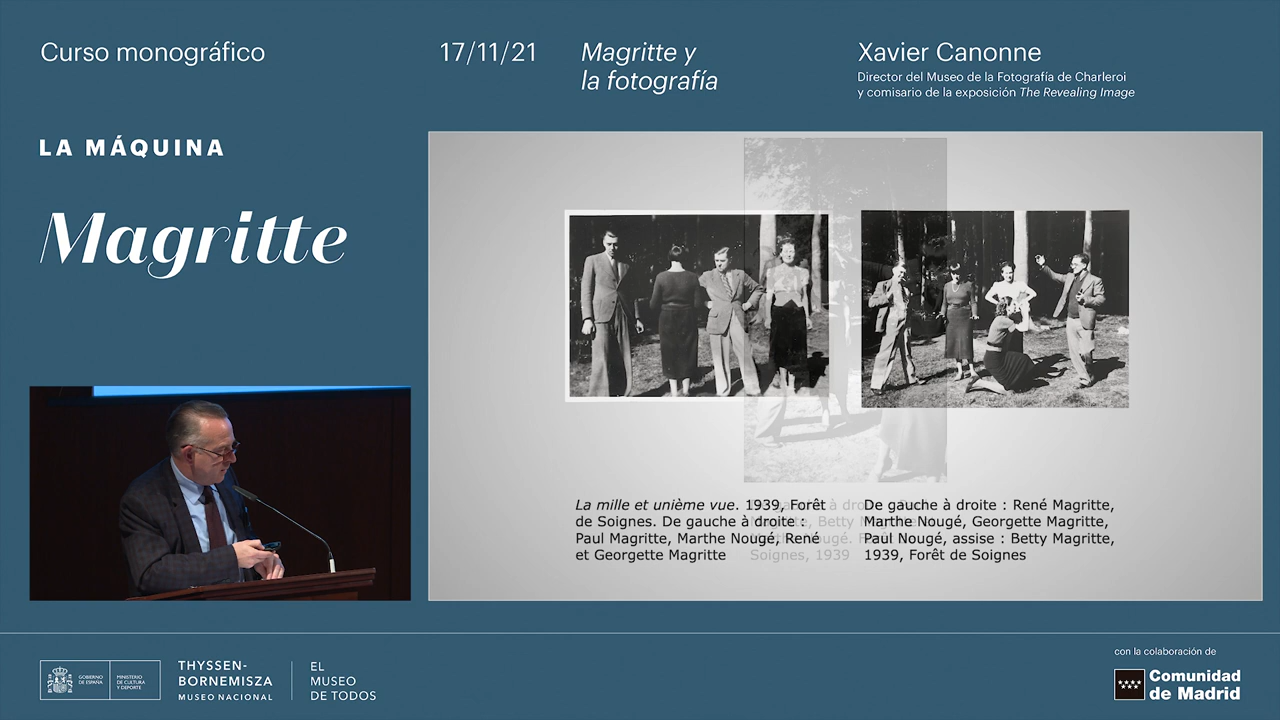 Curso monográfico
17/11/21
Magritte y
la fotografía
Xavier Canonne
Director del Museo de la Fotografía de Charleroi
y comisario de la exposición The Revealing Image
LA MÁQUINA
Magritte
La mille et unième vue. 1939, Forêt
de Soignes. De gauche à droite :
Paul Magritte, Marthe Nougé, René
et Georgette Magritte
De gauche à droite : René Magritte,
Marthe Nougé, Georgette Magritte,
Paul Nougé, assise : Betty Magritte,
1939, Forêt de Soignes
Soignes, 1939
GOBIERNO
DE ESPAÑA
MINISTERIO
DE CULTURA
Y DEPORTE
THYSSEN-
BORNEMISZA
MUSEO NACIONAL
EL
MUSEO
DE TODOS
con la colaboración de
Comunidad
de Madrid